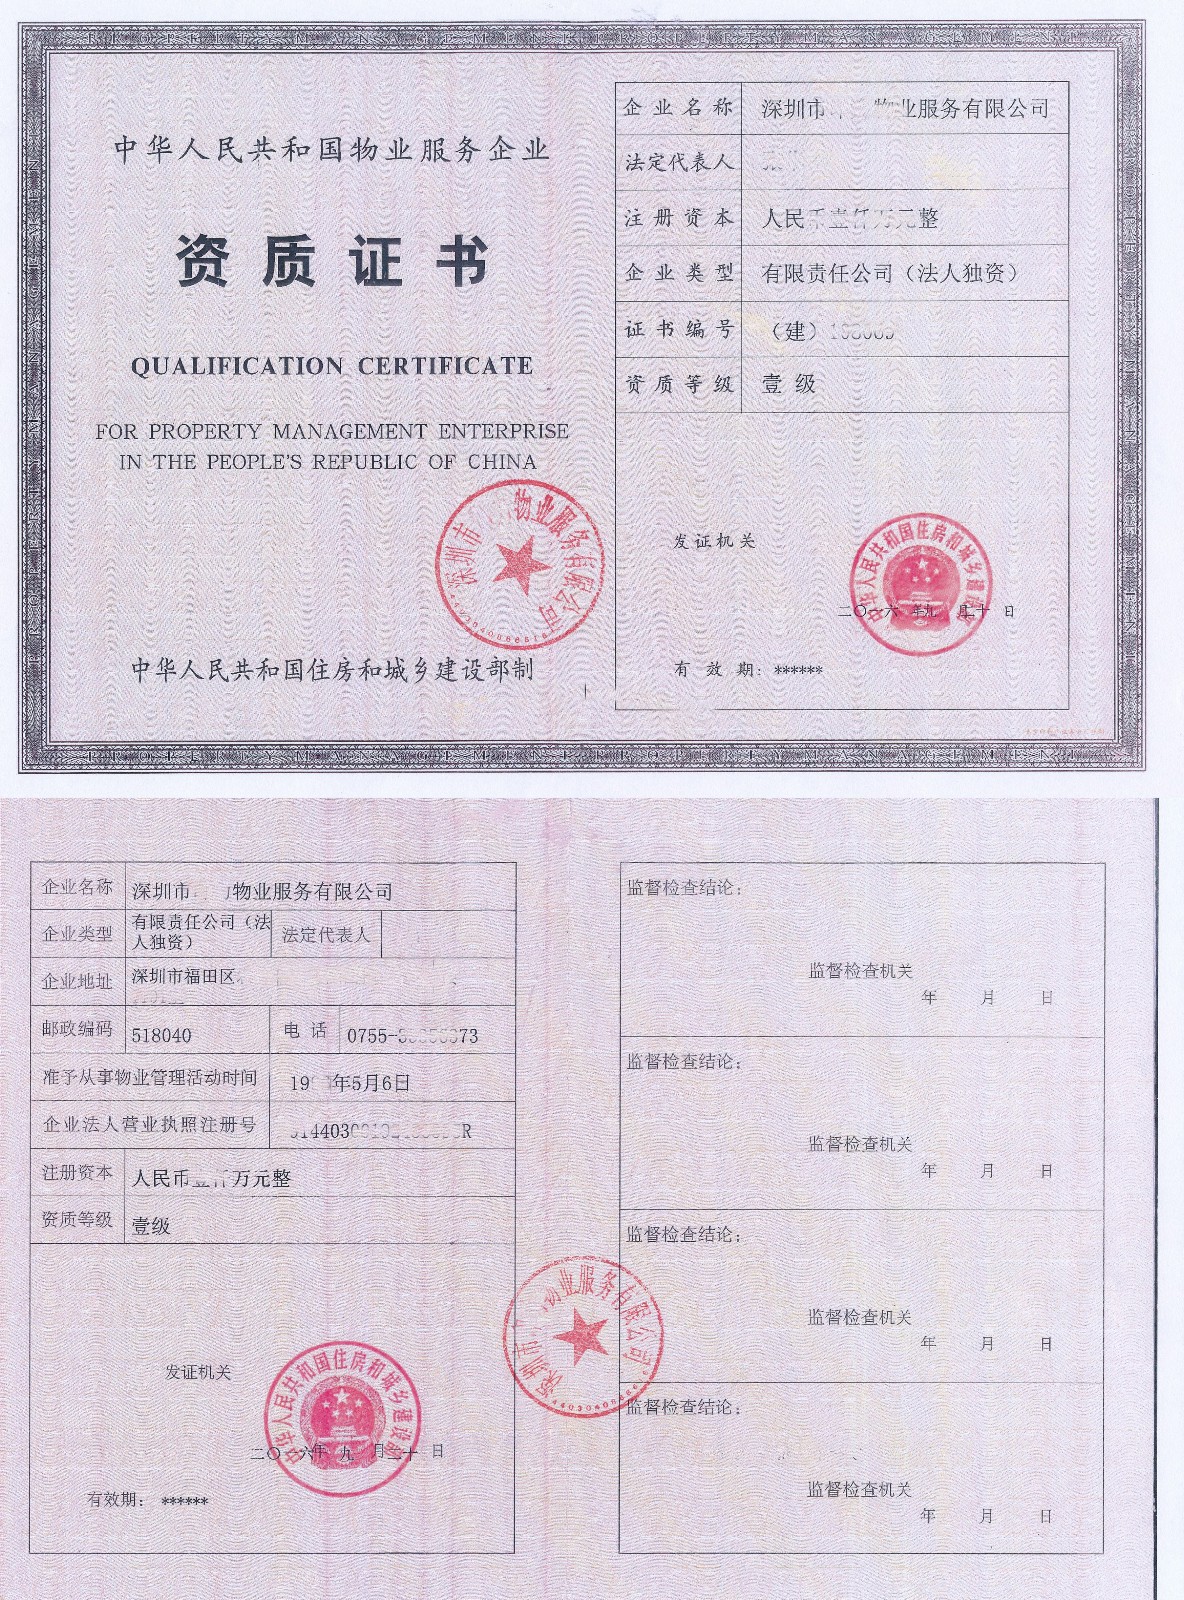 中华人民共和国物业服务企业
资质证书
QUALIFICATION CERTIFICATE
FOR PROPERTY MANAGEMENT ENTERPRISE
IN THE PEOPLE'S REPUBLIC OF CHINA
深圳市 物业服务有限公司
中华人民共和国住房和城乡建设部制
企业名称 深圳市 物业服务有限公司
法定代表人
注册资本 人民币壹仟万元整
企业类型 有限责任公司（法人独资）
证书编号 （建）
资质等级 壹级
发证机关
中华人民共和国住房和城乡建设部
二〇一六年九月二十日
有效期：******
企业名称 深圳市 物业服务有限公司
企业类型 有限责任公司（法人独资） 法定代表人
企业地址 深圳市福田区
邮政编码 518040 电话 0755- 73
准予从事物业管理活动时间 19 年5月6日
企业法人营业执照注册号 R
注册资本 人民币壹仟万元整
资质等级 壹级
发证机关
中华人民共和国住房和城乡建设部
二〇一六年九月二十日
有效期：******
深圳市 物业服务有限公司
监督检查结论：
监督检查机关
年 月 日
监督检查结论：
监督检查机关
年 月 日
监督检查结论：
监督检查机关
年 月 日
监督检查结论：
监督检查机关
年 月 日